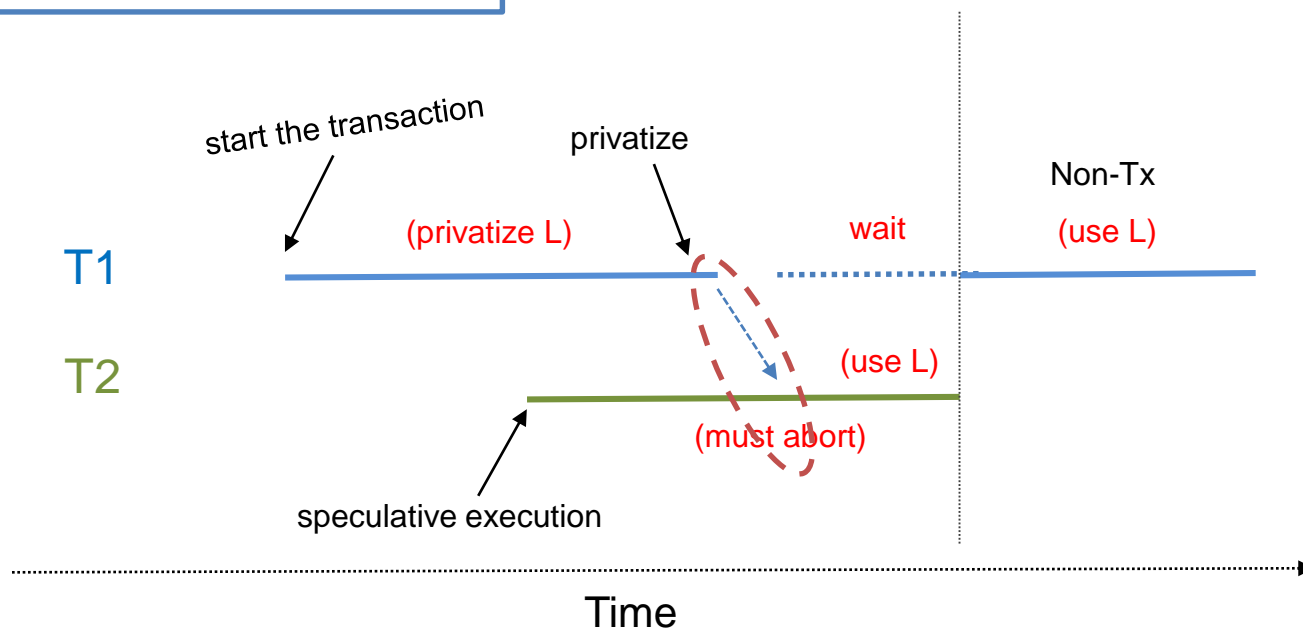 start the transaction
privatize
Non-Tx
(privatize L)
wait
(use L)
T1
T2
(use L)
(must abort)
speculative execution
Time